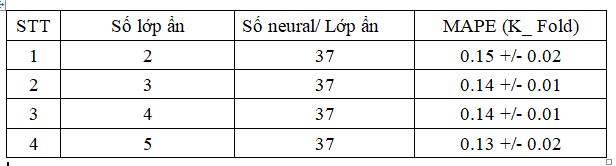 STT Số lớp ẩn Số neural/ Lớp ẩn MAPE (K_ Fold)
1 2 37 0.15 +/- 0.02
2 3 37 0.14 +/- 0.01
3 4 37 0.14 +/- 0.01
4 5 37 0.13 +/- 0.02